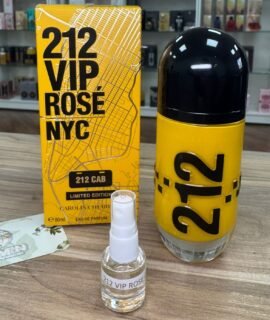 212
VIP
ROSÉ
NYC
212 CAB
LIMITED EDITION
CAROLINA HERRERA
80ml
EAU DE PARFUM
212
212 VIP ROSÉ